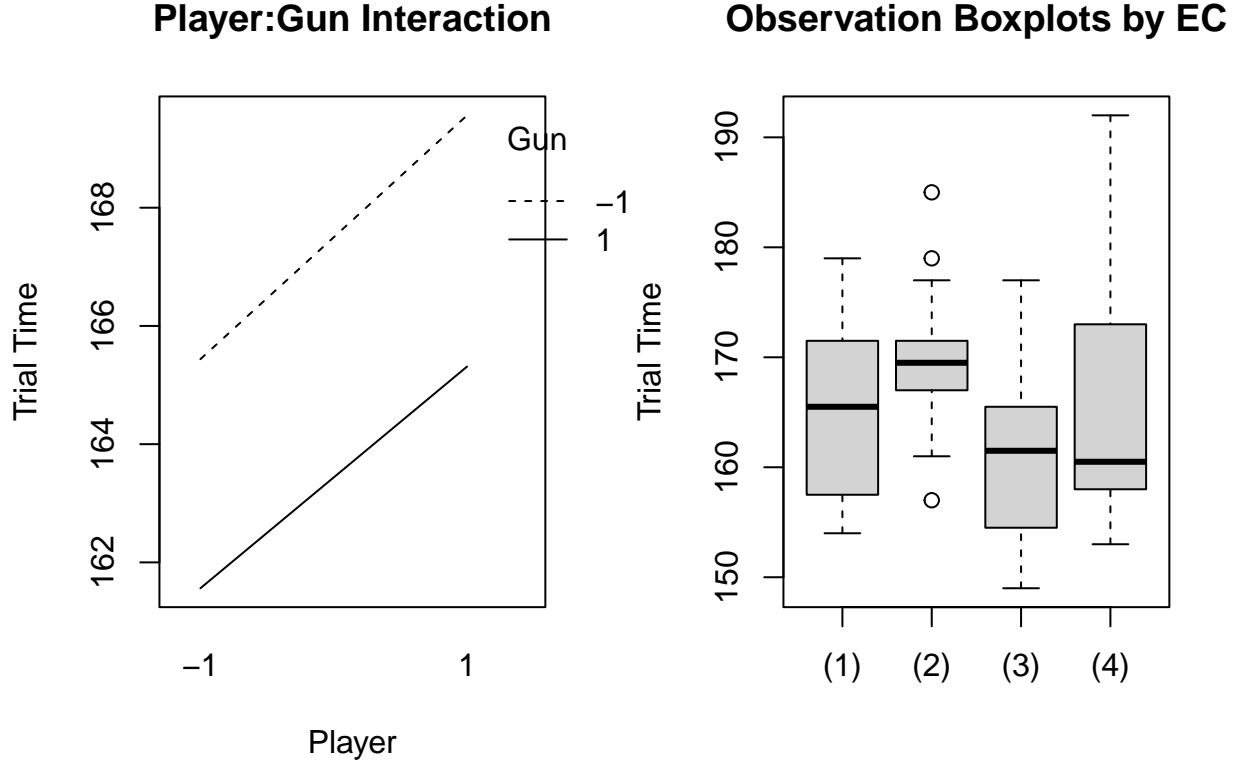 Player:Gun Interaction
Trial Time
162
164
166
168
Gun
−1
1
−1
1
Player
Observation Boxplots by EC
Trial Time
150
160
170
180
190
(1)
(2)
(3)
(4)